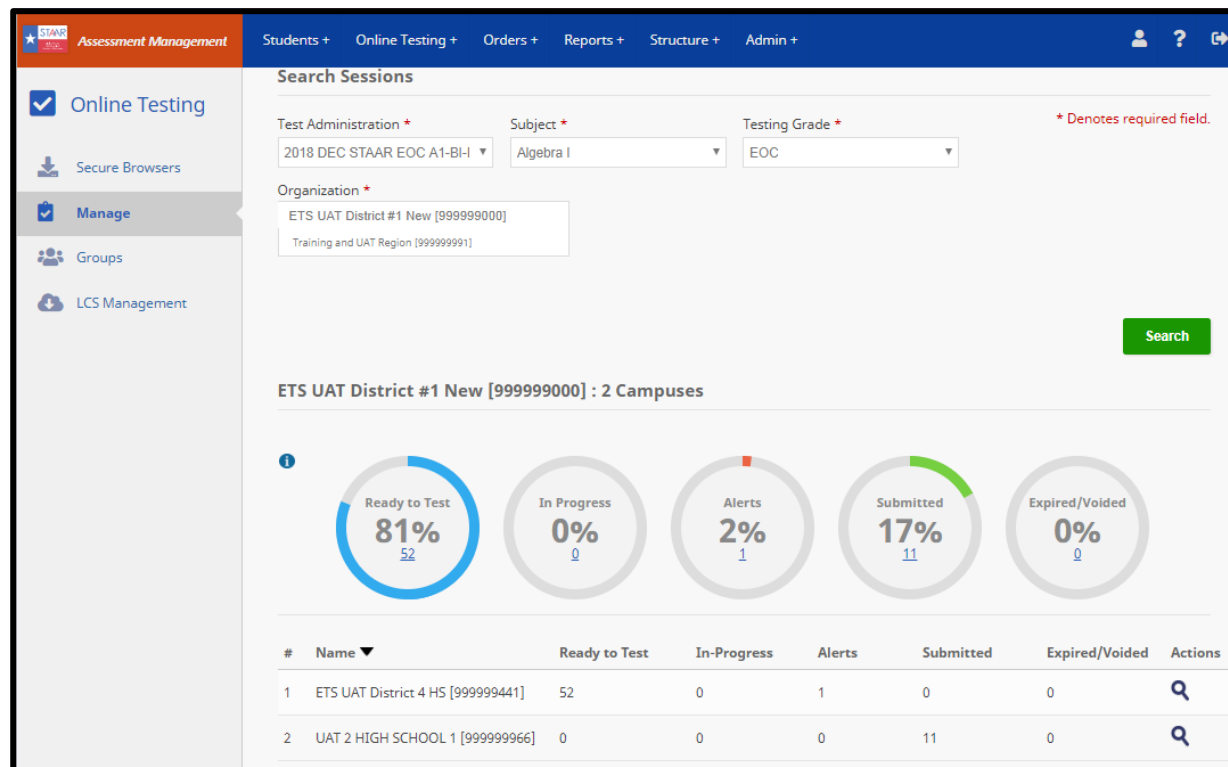 STAAR
Assessment Management
Students + Online Testing + Orders + Reports + Structure + Admin +
?
Online Testing
Secure Browsers
Manage
Groups
LCS Management
Search Sessions
* Denotes required field.
Test Administration * Subject * Testing Grade *
2018 DEC STAAR EOC A1-BI-I Algebra I EOC
Organization *
ETS UAT District #1 New [999999000]
Training and UAT Region [999999991]
Search
ETS UAT District #1 New [999999000] : 2 Campuses
Ready to Test
81%
52
In Progress
0%
0
Alerts
2%
1
Submitted
17%
11
Expired/Voided
0%
0
# Name Ready to Test In-Progress Alerts Submitted Expired/Voided Actions
1 ETS UAT District 4 HS [999999441] 52 0 1 0 0
2 UAT 2 HIGH SCHOOL 1 [999999966] 0 0 0 11 0